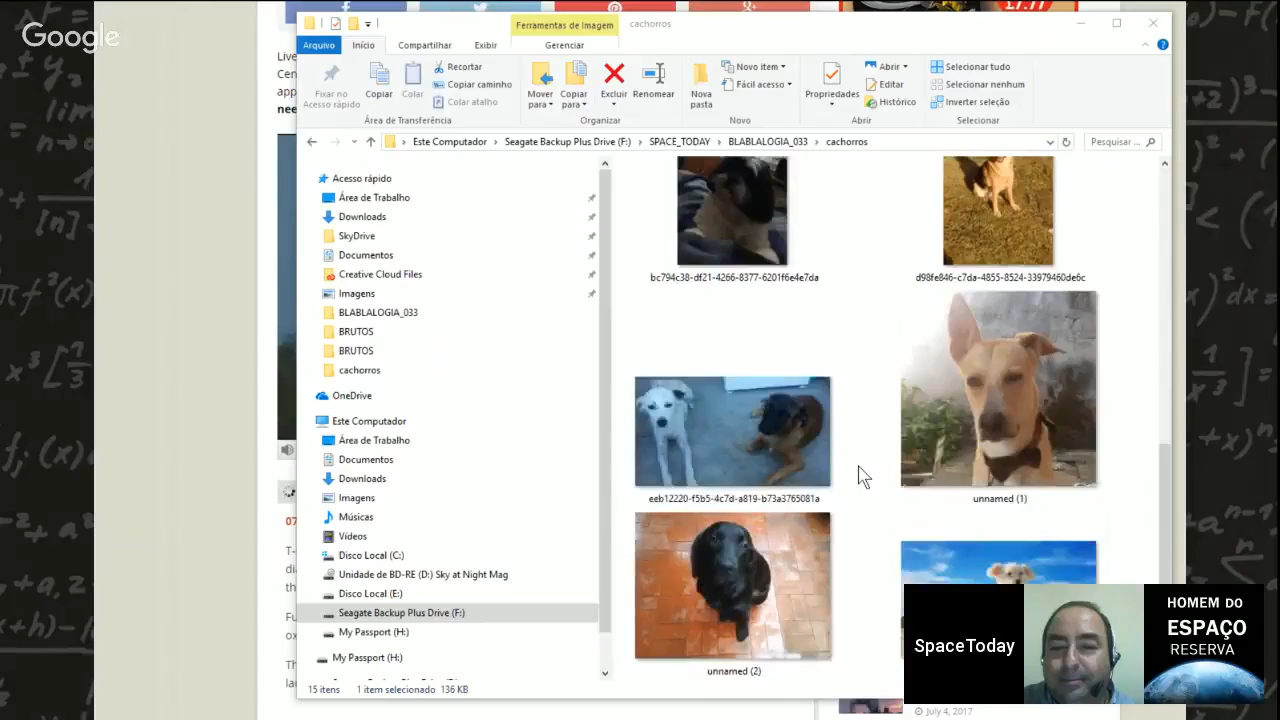 Google
17.77
Ferramentas de Imagem
cachorros
Arquivo
Início
Compartilhar
Exibir
Gerenciar
Fixar no
Acesso rápido
Copiar
Colar
Recortar
Copiar caminho
Colar atalho
Mover
para
Copiar
para
Excluir
Renomear
Nova
pasta
Novo item
Fácil acesso
Propriedades
Abrir
Editar
Histórico
Selecionar tudo
Selecionar nenhum
Inverter seleção
Área de Transferência
Organizar
Novo
Abrir
Selecionar
Este Computador
Seagate Backup Plus Drive (F:)
SPACE_TODAY
BLABLALOGIA_033
cachorros
Pesquisar ...
Acesso rápido
Área de Trabalho
Downloads
SkyDrive
Documentos
Creative Cloud Files
Imagens
BLABLALOGIA_033
BRUTOS
BRUTOS
cachorros
OneDrive
Este Computador
Área de Trabalho
Documentos
Downloads
Imagens
Músicas
Vídeos
Disco Local (C:)
Unidade de BD-RE (D:) Sky at Night Mag
Disco Local (E:)
Seagate Backup Plus Drive (F:)
My Passport (H:)
My Passport (H:)
bc794c38-df21-4266-8377-6201f6e4e7da
d98fe846-c7da-4855-8524-33979460de6c
eeb12220-f5b5-4c7d-a819-b73a3765081a
unnamed (1)
unnamed (2)
15 itens
1 item selecionado
136 KB
SpaceToday
HOMEM DO
ESPAÇO
RESERVA
July 4, 2017